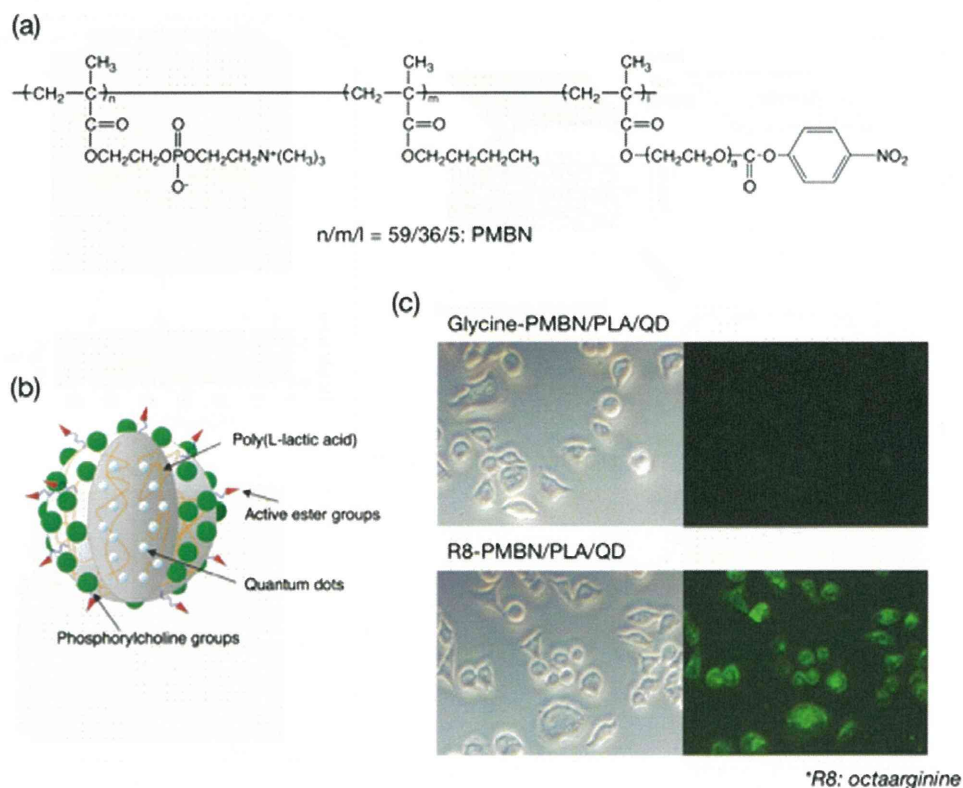 (a)
CH₃ CH₃ CH₃
—(CH₂—C)n—(CH₂—C)m—(CH₂—C)l—
C=O C=O C=O
OCH₂CH₂OPOCH₂CH₂N⁺(CH₃)₃ OCH₂CH₂CH₂CH₃ O—(CH₂CH₂O)a—C—O—NO₂
O O⁻ O
n/m/l = 59/36/5: PMBN
(b)
Poly(L-lactic acid)
Active ester groups
Quantum dots
Phosphorylcholine groups
(c)
Glycine-PMBN/PLA/QD
R8-PMBN/PLA/QD
*R8: octaarginine